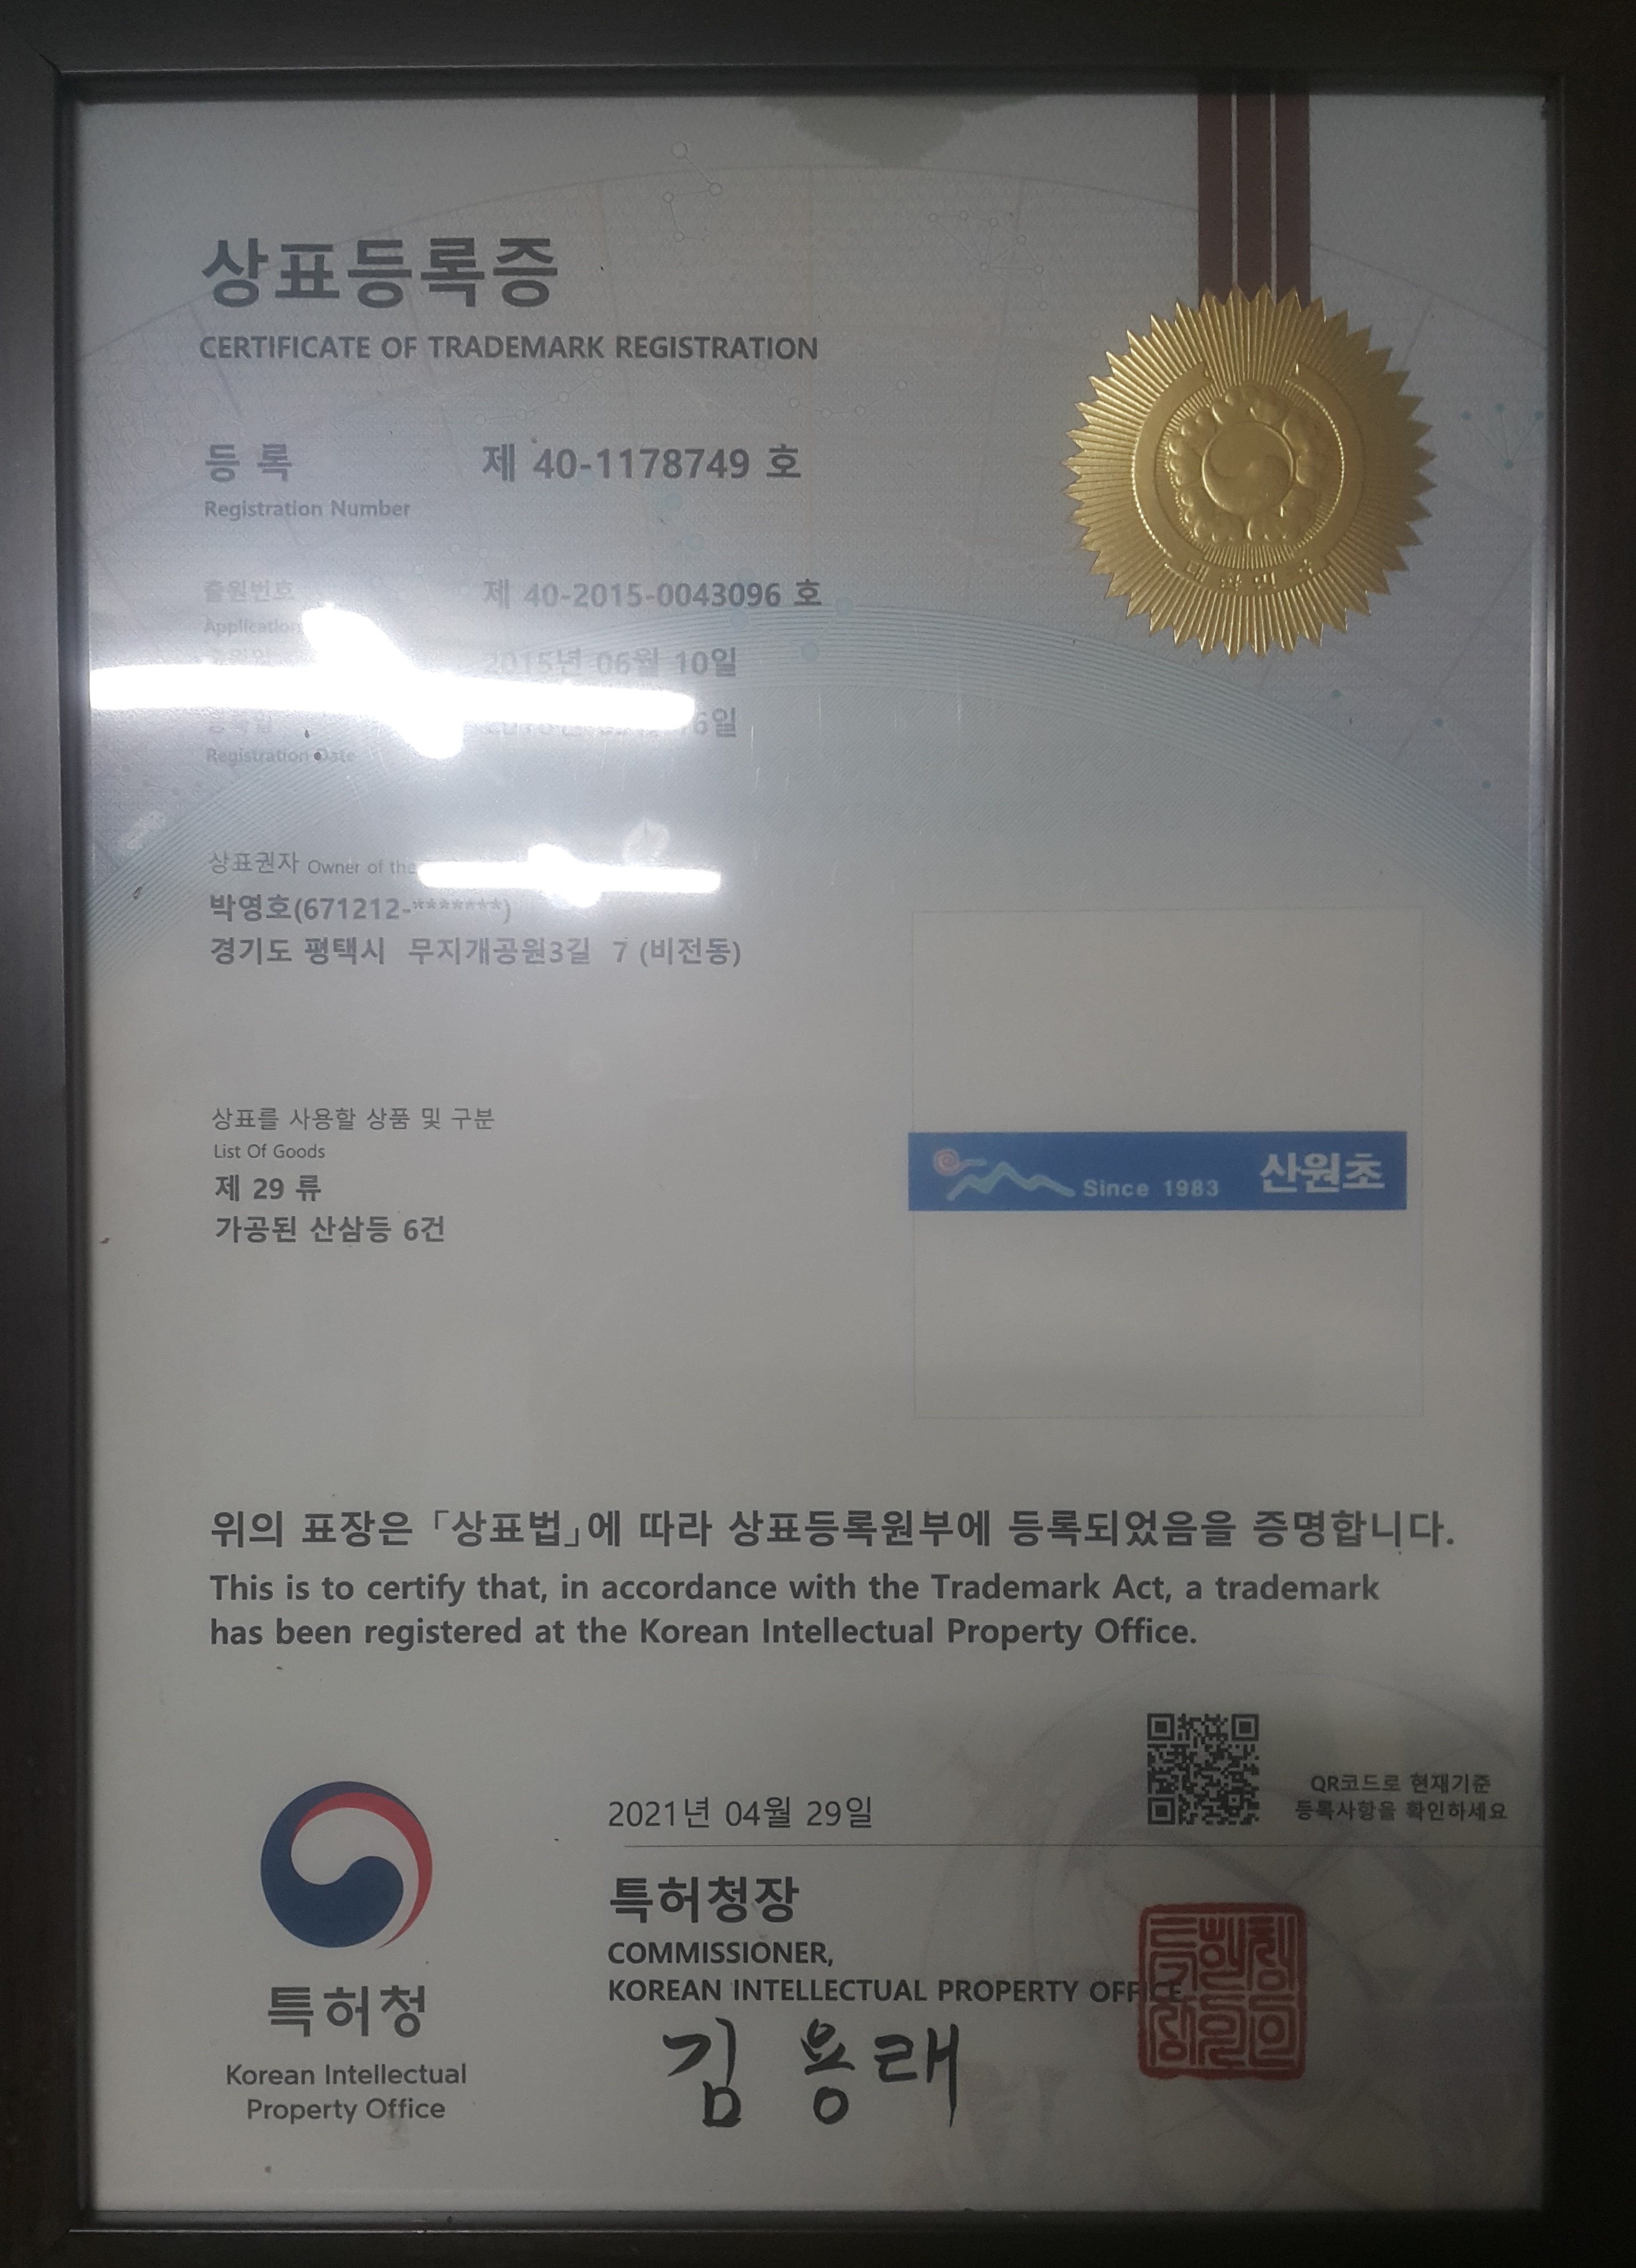 상표등록증
CERTIFICATE OF TRADEMARK REGISTRATION
등 록 제 40-1178749 호
Registration Number
출원번호 제 40-2015-0043096 호
Application
2015년 06월 10일
등록일 6일
Registration Date
상표권자 Owner of the
박영호(671212-*******)
경기도 평택시 무지개공원3길 7 (비전동)
상표를 사용할 상품 및 구분
List Of Goods
제 29 류
가공된 산삼등 6건
Since 1983 산원초
위의 표장은 「상표법」에 따라 상표등록원부에 등록되었음을 증명합니다.
This is to certify that, in accordance with the Trademark Act, a trademark
has been registered at the Korean Intellectual Property Office.
QR코드로 현재기준
등록사항을 확인하세요
2021년 04월 29일
특허청장
COMMISSIONER,
KOREAN INTELLECTUAL PROPERTY OFFICE
김용래
특허청
Korean Intellectual
Property Office
대한민국